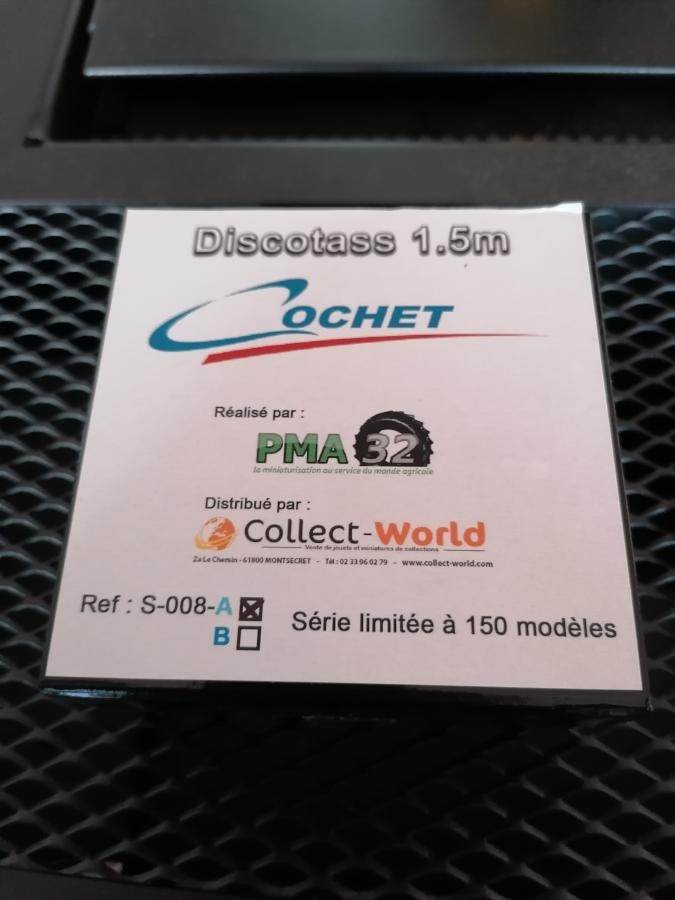 Discotass 1.5m
COCHET
Réalisé par :
PMA 32
la miniaturisation au service du monde agricole
Distribué par :
Collect-World
Vente de jouets et miniatures de collections
Za Le Chemin - 61800 MONTSECRET - Tél : 02 33 96 02 79 - www.collect-world.com
Ref : S-008-A
B
Série limitée à 150 modèles